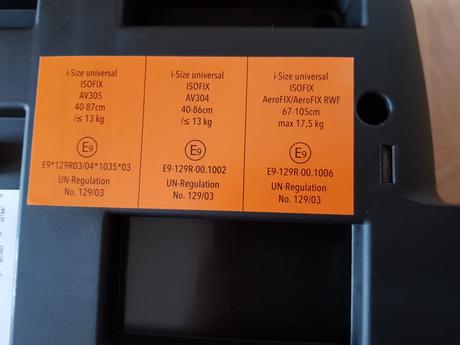 i-Size universal
ISOFIX
AV305
40-87cm
/≤ 13 kg
E9
E9*129R03/04*1035*03
UN-Regulation
No. 129/03
i-Size universal
ISOFIX
AV304
40-86cm
/≤ 13 kg
E9
E9-129R-00.1002
UN-Regulation
No. 129/03
i-Size universal
ISOFIX
AeroFIX/AeroFIX RWF
67-105cm
max 17,5 kg
E9
E9-129R-00.1006
UN-Regulation
No. 129/03